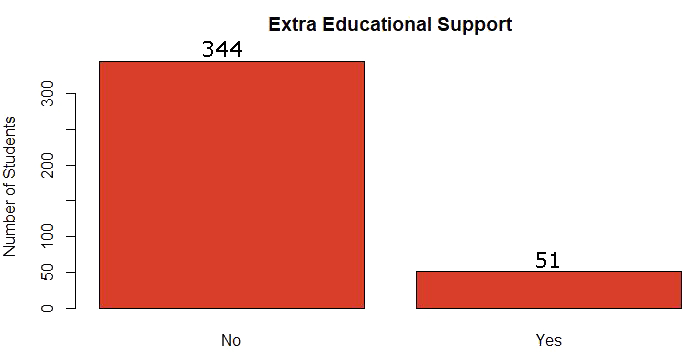 Extra Educational Support
344
51
Number of Students
300
200
100
50
0
No
Yes